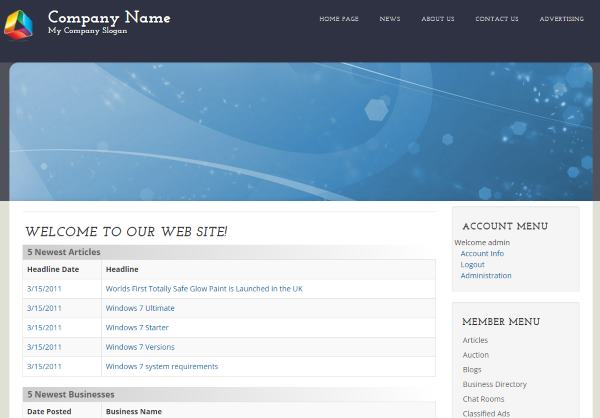 Company Name
My Company Slogan
HOME PAGE NEWS ABOUT US CONTACT US ADVERTISING
WELCOME TO OUR WEB SITE!
5 Newest Articles
Headline Date Headline
3/15/2011 Worlds First Totally Safe Glow Paint is Launched in the UK
3/15/2011 Windows 7 Ultimate
3/15/2011 Windows 7 Starter
3/15/2011 Windows 7 Versions
3/15/2011 Windows 7 system requirements
5 Newest Businesses
Date Posted Business Name
ACCOUNT MENU
Welcome admin
Account Info
Logout
Administration
MEMBER MENU
Articles
Auction
Blogs
Business Directory
Chat Rooms
Classified Ads